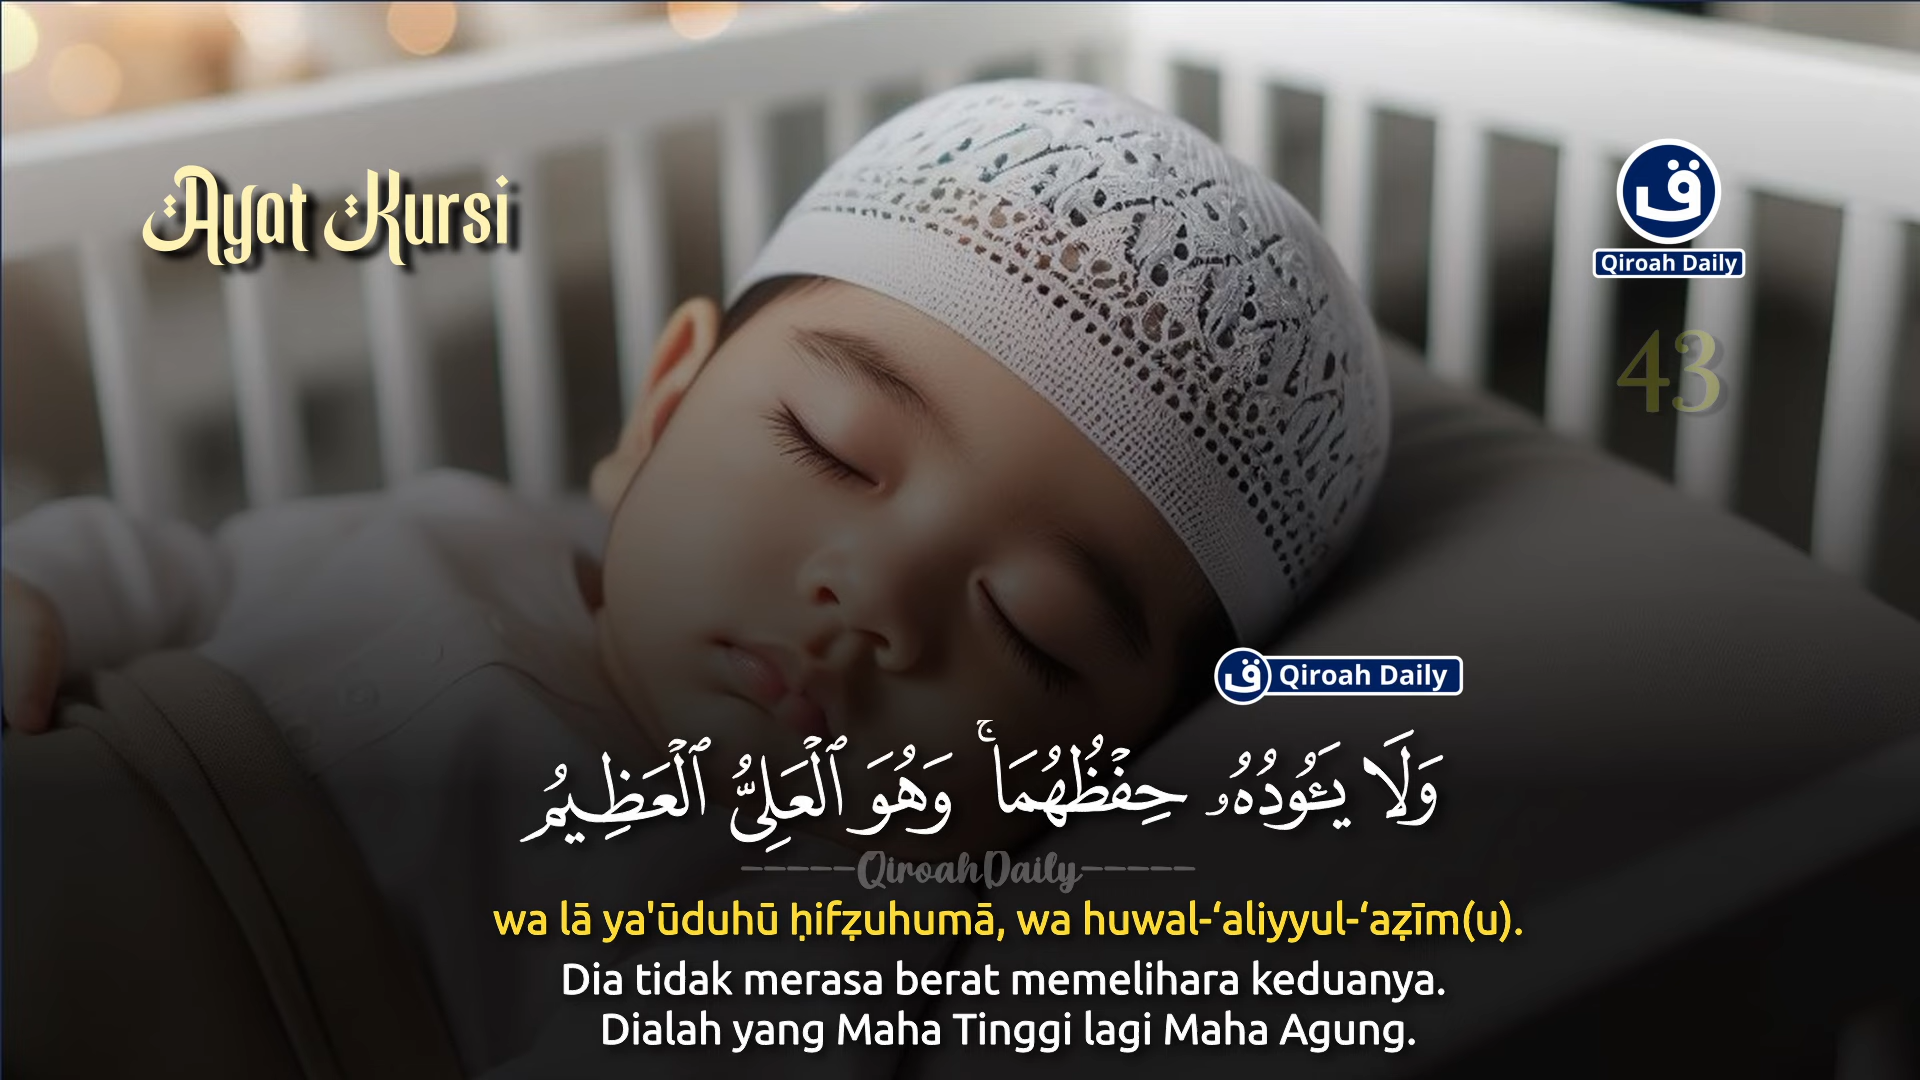 Ayat Kursi
ق
Qiroah Daily
43
ق Qiroah Daily
وَلَا يَـُٔودُهُۥ حِفْظُهُمَا ۚ وَهُوَ ٱلْعَلِىُّ ٱلْعَظِيمُ
-----QiroahDaily-----
wa lā ya'ūduhū ḥifẓuhumā, wa huwal-‘aliyyul-‘aẓīm(u).
Dia tidak merasa berat memelihara keduanya.
Dialah yang Maha Tinggi lagi Maha Agung.